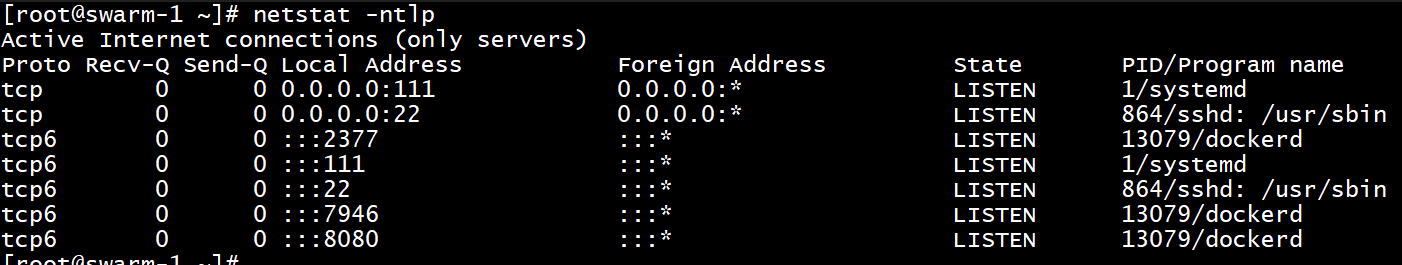 [root@swarm-1 ~]# netstat -ntlp
Active Internet connections (only servers)
Proto Recv-Q Send-Q Local Address           Foreign Address         State       PID/Program name
tcp        0      0 0.0.0.0:111             0.0.0.0:*               LISTEN      1/systemd
tcp        0      0 0.0.0.0:22              0.0.0.0:*               LISTEN      864/sshd: /usr/sbin
tcp6       0      0 :::2377                 :::*                    LISTEN      13079/dockerd
tcp6       0      0 :::111                  :::*                    LISTEN      1/systemd
tcp6       0      0 :::22                   :::*                    LISTEN      864/sshd: /usr/sbin
tcp6       0      0 :::7946                 :::*                    LISTEN      13079/dockerd
tcp6       0      0 :::8080                 :::*                    LISTEN      13079/dockerd
[root@swarm-1 ~]#